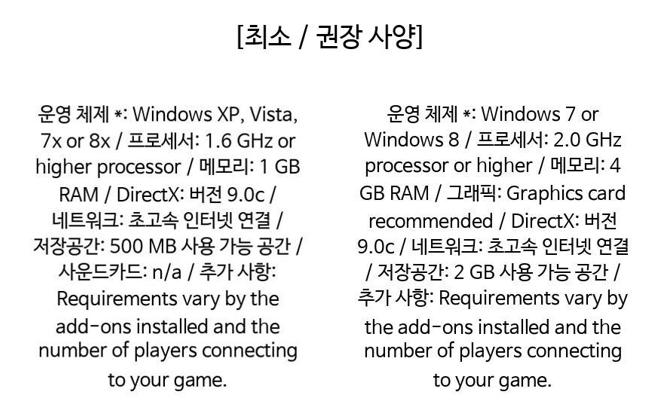 [최소 / 권장 사양]
운영 체제 *: Windows XP, Vista,
7x or 8x / 프로세서: 1.6 GHz or
higher processor / 메모리: 1 GB
RAM / DirectX: 버전 9.0c /
네트워크: 초고속 인터넷 연결 /
저장공간: 500 MB 사용 가능 공간 /
사운드카드: n/a / 추가 사항:
Requirements vary by the
add-ons installed and the
number of players connecting
to your game.
운영 체제 *: Windows 7 or
Windows 8 / 프로세서: 2.0 GHz
processor or higher / 메모리: 4
GB RAM / 그래픽: Graphics card
recommended / DirectX: 버전
9.0c / 네트워크: 초고속 인터넷 연결
/ 저장공간: 2 GB 사용 가능 공간 /
추가 사항: Requirements vary by
the add-ons installed and the
number of players connecting
to your game.